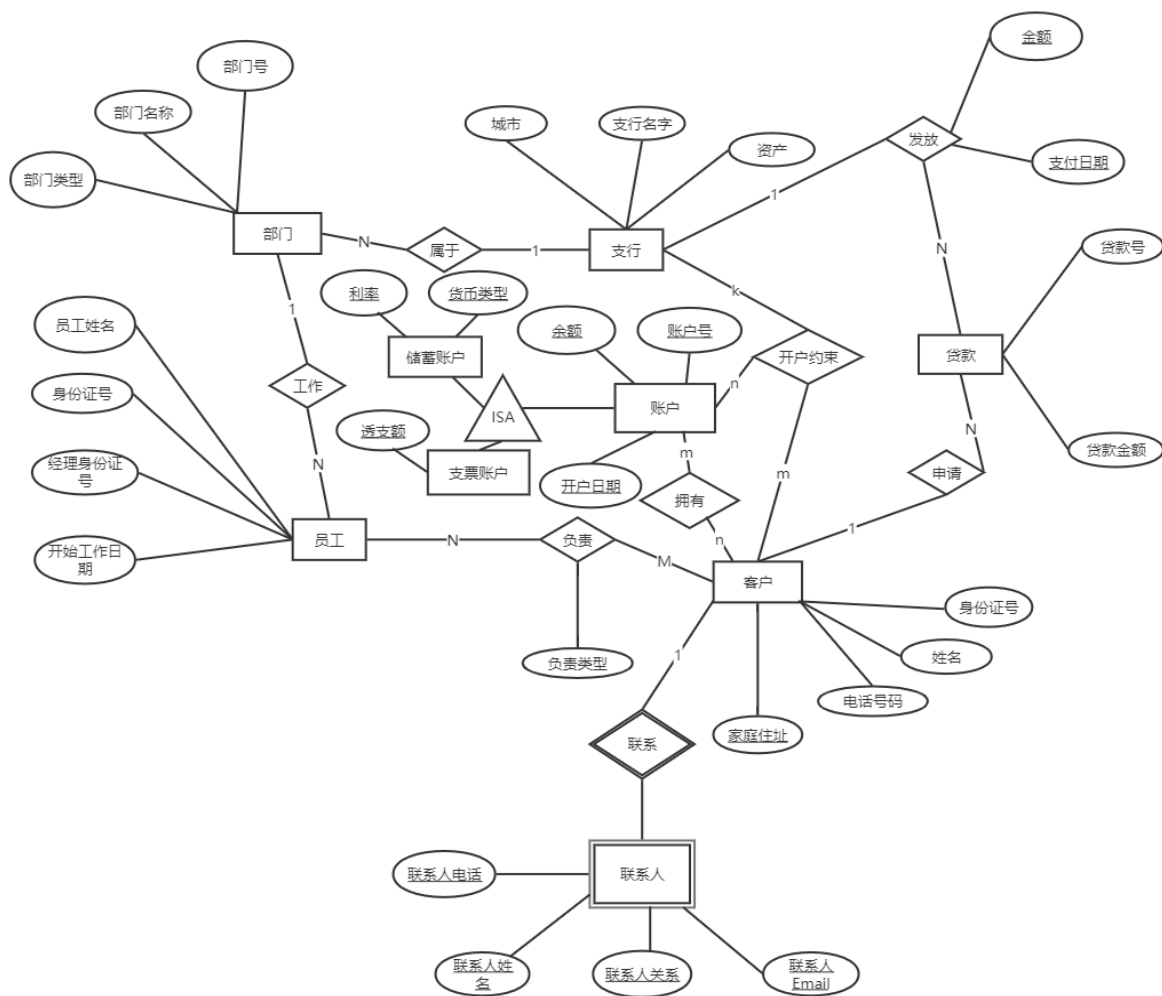 金额
部门号
部门名称
城市
支行名字
资产
发放
支付日期
部门类型
1
部门
N
属于
1
支行
N
贷款号
利率
货币类型
k
1
员工姓名
余额
账户号
储蓄账户
开户约束
贷款
工作
n
身份证号
ISA
账户
透支额
N
m
贷款金额
经理身份证
号
N
支票账户
m
申请
开户日期
拥有
1
员工
N
负责
n
开始工作日
期
M
客户
身份证号
1
负责类型
姓名
电话号码
联系
家庭住址
联系人电话
联系人
联系人姓
名
联系人关系
联系人
Email